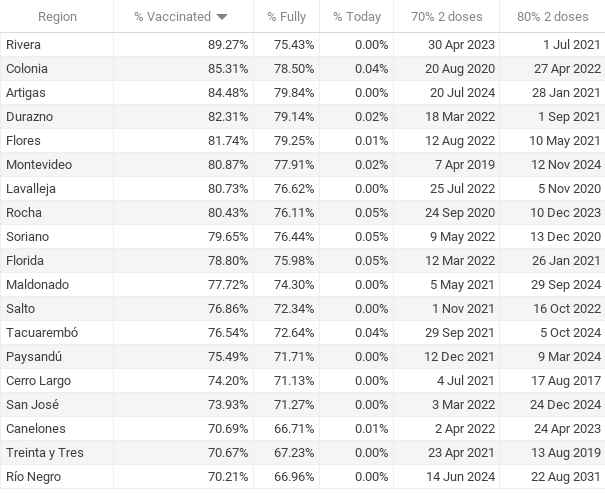 Region % Vaccinated % Fully % Today 70% 2 doses 80% 2 doses
Rivera 89.27% 75.43% 0.00% 30 Apr 2023 1 Jul 2021
Colonia 85.31% 78.50% 0.04% 20 Aug 2020 27 Apr 2022
Artigas 84.48% 79.84% 0.00% 20 Jul 2024 28 Jan 2021
Durazno 82.31% 79.14% 0.02% 18 Mar 2022 1 Sep 2021
Flores 81.74% 79.25% 0.01% 12 Aug 2022 10 May 2021
Montevideo 80.87% 77.91% 0.02% 7 Apr 2019 12 Nov 2024
Lavalleja 80.73% 76.62% 0.00% 25 Jul 2022 5 Nov 2020
Rocha 80.43% 76.11% 0.05% 24 Sep 2020 10 Dec 2023
Soriano 79.65% 76.44% 0.05% 9 May 2022 13 Dec 2020
Florida 78.80% 75.98% 0.05% 12 Mar 2022 26 Jan 2021
Maldonado 77.72% 74.30% 0.00% 5 May 2021 29 Sep 2024
Salto 76.86% 72.34% 0.00% 1 Nov 2021 16 Oct 2022
Tacuarembó 76.54% 72.64% 0.04% 29 Sep 2021 5 Oct 2024
Paysandú 75.49% 71.71% 0.00% 12 Dec 2021 9 Mar 2024
Cerro Largo 74.20% 71.13% 0.00% 4 Jul 2021 17 Aug 2017
San José 73.93% 71.27% 0.00% 3 Mar 2022 24 Dec 2024
Canelones 70.69% 66.71% 0.01% 2 Apr 2022 24 Apr 2023
Treinta y Tres 70.67% 67.23% 0.00% 23 Apr 2021 13 Aug 2019
Río Negro 70.21% 66.96% 0.00% 14 Jun 2024 22 Aug 2031